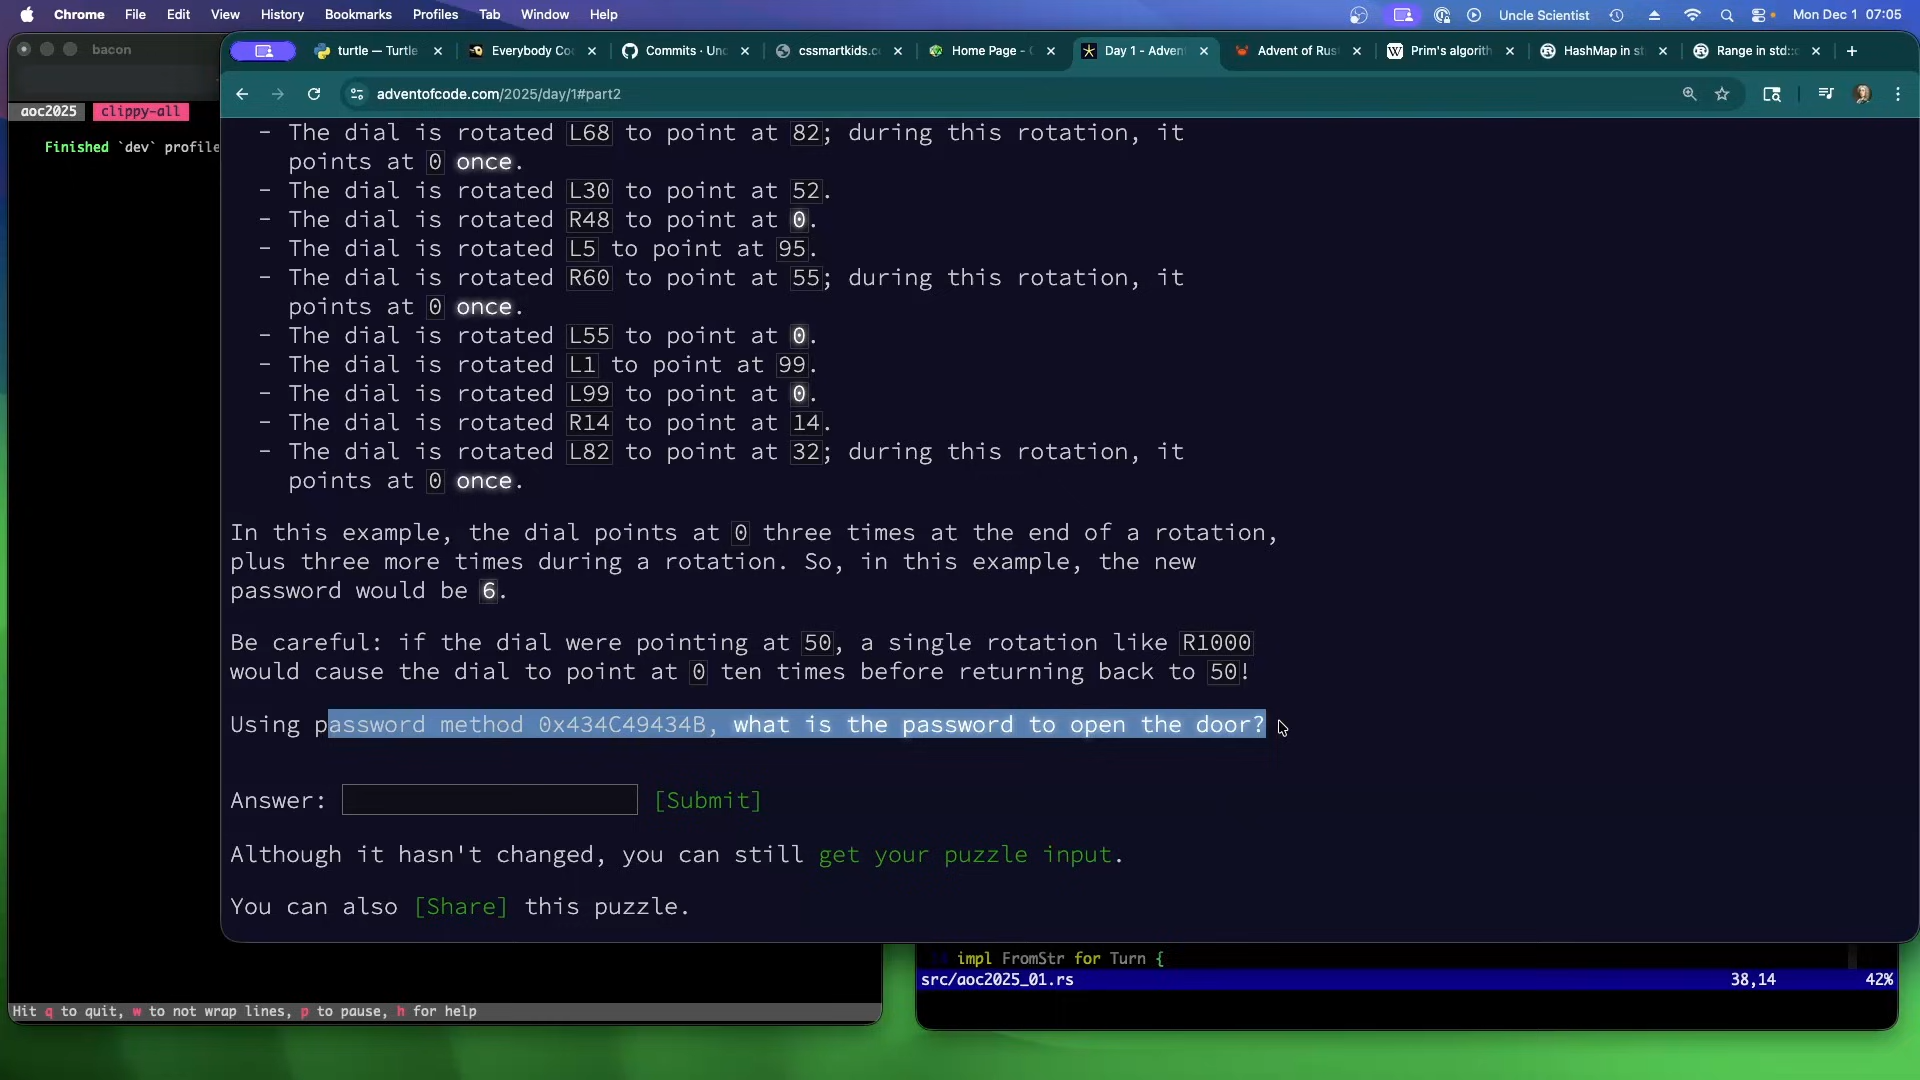 Chrome File Edit View History Bookmarks Profiles Tab Window Help Uncle Scientist Mon Dec 1 07:05
bacon
turtle — Turtle Everybody Co Commits · Unc cssmartkids.c Home Page - Day 1 - Adven Advent of Rus Prim's algorith HashMap in st Range in std::
adventofcode.com/2025/day/1#part2
aoc2025 clippy-all
Finished `dev` profile
- The dial is rotated L68 to point at 82; during this rotation, it
points at 0 once.
- The dial is rotated L30 to point at 52.
- The dial is rotated R48 to point at 0.
- The dial is rotated L5 to point at 95.
- The dial is rotated R60 to point at 55; during this rotation, it
points at 0 once.
- The dial is rotated L55 to point at 0.
- The dial is rotated L1 to point at 99.
- The dial is rotated L99 to point at 0.
- The dial is rotated R14 to point at 14.
- The dial is rotated L82 to point at 32; during this rotation, it
points at 0 once.
In this example, the dial points at 0 three times at the end of a rotation,
plus three more times during a rotation. So, in this example, the new
password would be 6.
Be careful: if the dial were pointing at 50, a single rotation like R1000
would cause the dial to point at 0 ten times before returning back to 50!
Using password method 0x434C49434B, what is the password to open the door?
Answer: [Submit]
Although it hasn't changed, you can still get your puzzle input.
You can also [Share] this puzzle.
impl FromStr for Turn {
src/aoc2025_01.rs 38,14 42%
Hit q to quit, w to not wrap lines, p to pause, h for help